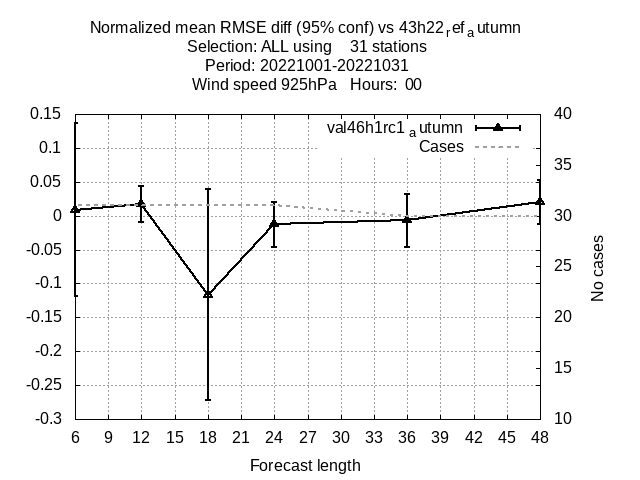 Normalized mean RMSE diff (95% conf) vs 43h22refautumn
Selection: ALL using    31 stations
Period: 20221001-20221031
Wind speed 925hPa   Hours:  00
val46h1rc1autumn
Cases
0.15
0.1
0.05
0
-0.05
-0.1
-0.15
-0.2
-0.25
-0.3
40
35
30
25
20
15
10
No cases
6 9 12 15 18 21 24 27 30 33 36 39 42 45 48
Forecast length